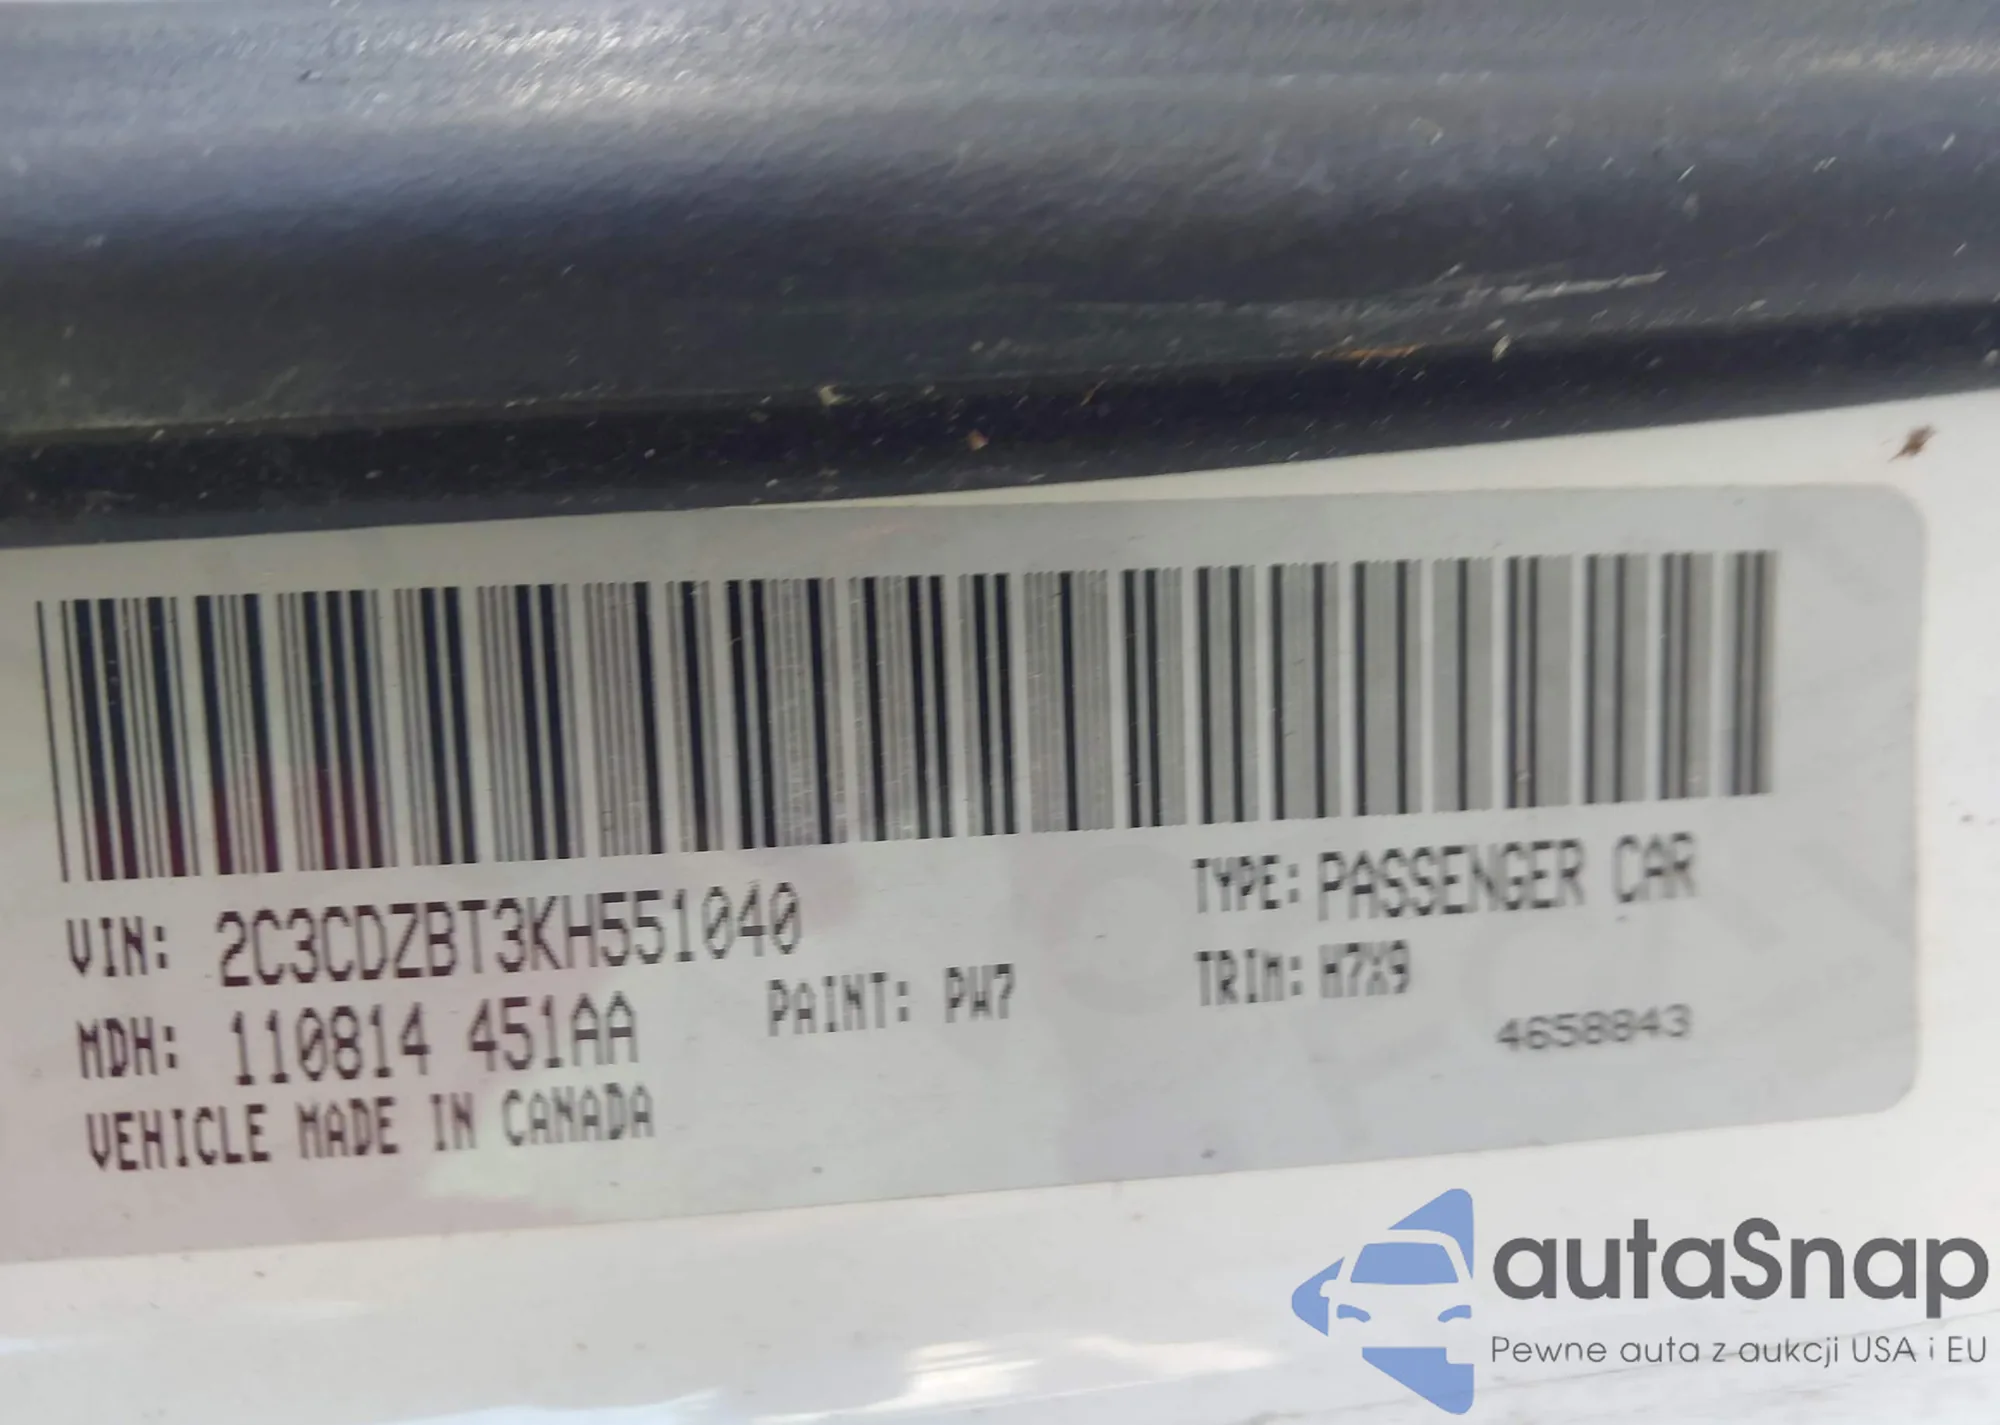 VIN: 2C3CDZBT3KH551040
TYPE: PASSENGER CAR
MDH: 110814 451AA
PAINT: PW7
TRIM: H7X9
4658843
VEHICLE MADE IN CANADA
autaSnap
Pewne auta z aukcji USA i EU